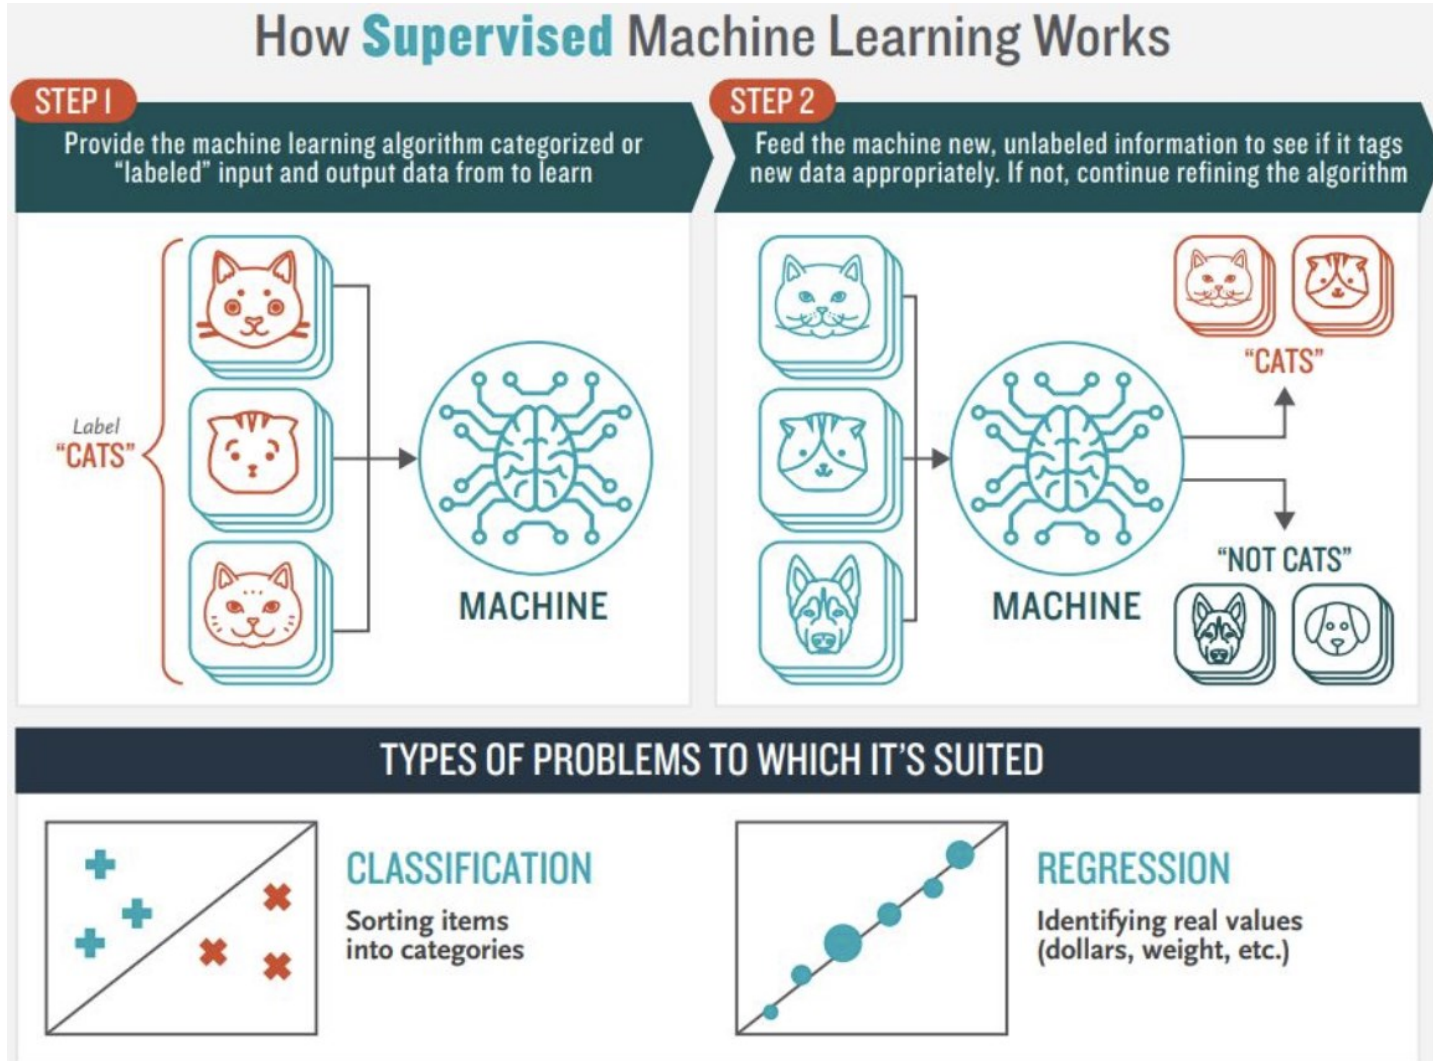 How Supervised Machine Learning Works
STEP 1
Provide the machine learning algorithm categorized or
“labeled” input and output data from to learn
STEP 2
Feed the machine new, unlabeled information to see if it tags
new data appropriately. If not, continue refining the algorithm
Label
“CATS”
MACHINE
MACHINE
“CATS”
“NOT CATS”
TYPES OF PROBLEMS TO WHICH IT’S SUITED
CLASSIFICATION
Sorting items
into categories
REGRESSION
Identifying real values
(dollars, weight, etc.)